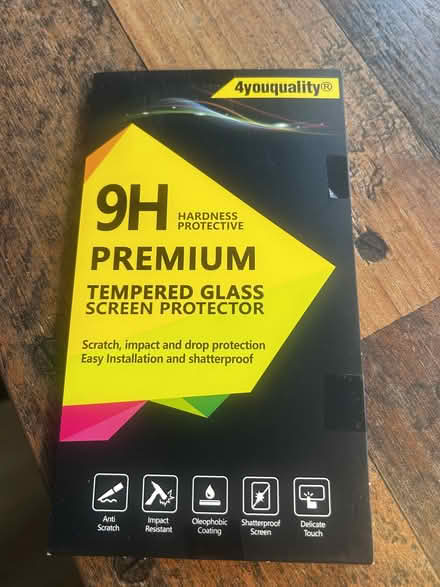 4youquality®
9H
HARDNESS
PROTECTIVE
PREMIUM
TEMPERED GLASS
SCREEN PROTECTOR
Scratch, impact and drop protection
Easy Installation and shatterproof
Anti
Scratch
Impact
Resistant
Oleophobic
Coating
Shatterproof
Screen
Delicate
Touch